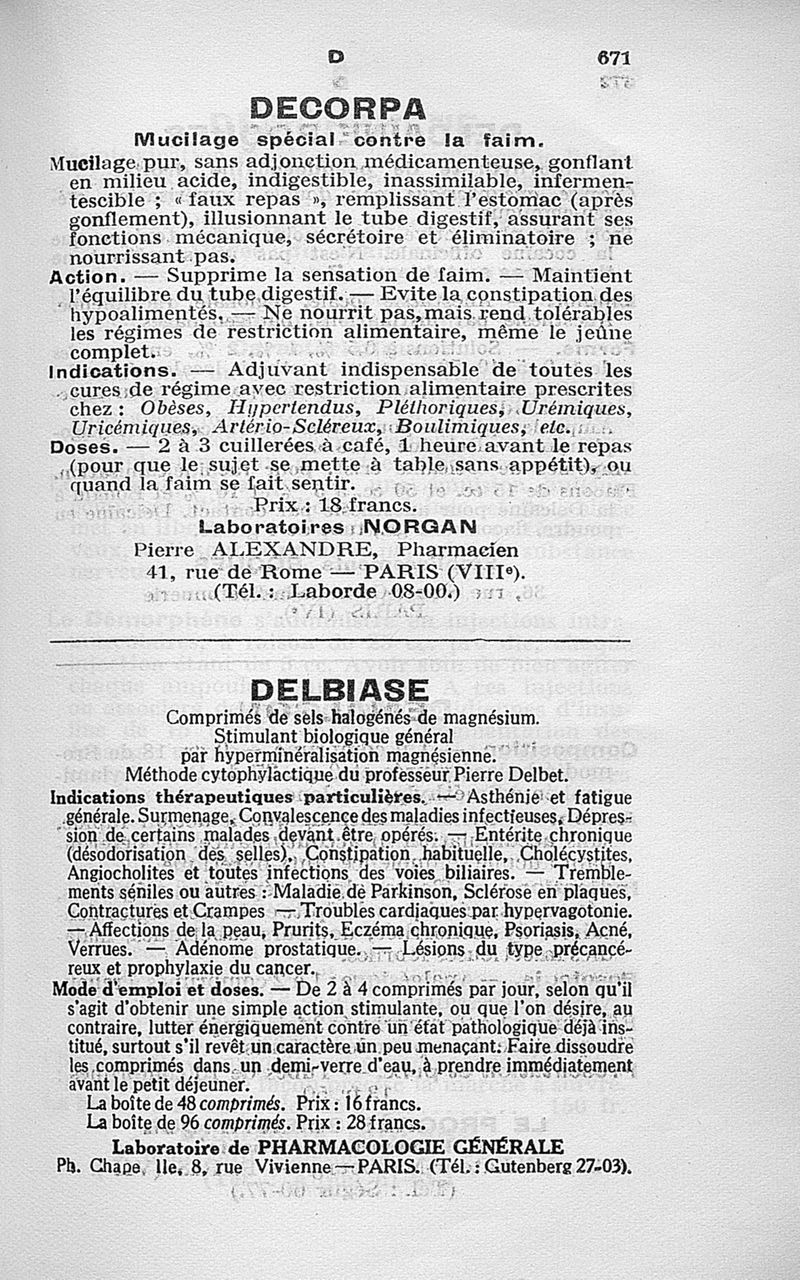 D 671
DECORPA
Mucilage spécial contre la faim.
Mucilage pur, sans adjonction médicamenteuse, gonflant
en milieu acide, indigestible, inassimilable, infermen-
tescible ; « faux repas », remplissant l'estomac (après
gonflement), illusionnant le tube digestif, assurant ses
fonctions mécanique, sécrétoire et éliminatoire ; ne
nourrissant pas.
Action. — Supprime la sensation de faim. — Maintient
l'équilibre du tube digestif. — Evite la constipation des
hypoalimentés. — Ne nourrit pas, mais rend tolérables
les régimes de restriction alimentaire, même le jeûne
complet.
Indications. — Adjuvant indispensable de toutes les
cures de régime avec restriction alimentaire prescrites
chez : Obèses, Hypertendus, Pléthoriques, Urémiques,
Uricémiques, Artério-Scléreux, Boulimiques, etc.
Doses. — 2 à 3 cuillerées à café, 1 heure avant le repas
(pour que le sujet se mette à table sans appétit), ou
quand la faim se fait sentir.
Prix : 18 francs.
Laboratoires NORGAN
Pierre ALEXANDRE, Pharmacien
41, rue de Rome — PARIS (VIIIe).
(Tél. : Laborde 08-00.)
DELBIASE
Comprimés de sels halogénés de magnésium.
Stimulant biologique général
par hyperminéralisation magnésienne.
Méthode cytophylactique du professeur Pierre Delbet.
Indications thérapeutiques particulières. — Asthénie et fatigue
générale. Surmenage, Convalescence des maladies infectieuses, Dépres-
sion de certains malades devant être opérés. — Entérite chronique
(désodorisation des selles), Constipation habituelle, Cholécystites,
Angiocholites et toutes infections des voies biliaires. — Tremble-
ments séniles ou autres : Maladie de Parkinson, Sclérose en plaques,
Contractures et Crampes — Troubles cardiaques par hypervagotonie.
— Affections de la peau, Prurits, Eczéma chronique, Psoriasis, Acné,
Verrues. — Adénome prostatique. — Lésions du type précancé-
reux et prophylaxie du cancer.
Mode d'emploi et doses. — De 2 à 4 comprimés par jour, selon qu'il
s'agit d'obtenir une simple action stimulante, ou que l'on désire, au
contraire, lutter énergiquement contre un état pathologique déjà ins-
titué, surtout s'il revêt un caractère un peu menaçant. Faire dissoudre
les comprimés dans un demi-verre d'eau, à prendre immédiatement
avant le petit déjeuner.
La boîte de 48 comprimés. Prix : 16 francs.
La boîte de 96 comprimés. Prix : 28 francs.
Laboratoire de PHARMACOLOGIE GÉNÉRALE
Ph. Chape, 8, rue Vivienne — PARIS. (Tél. : Gutenberg 27-03).